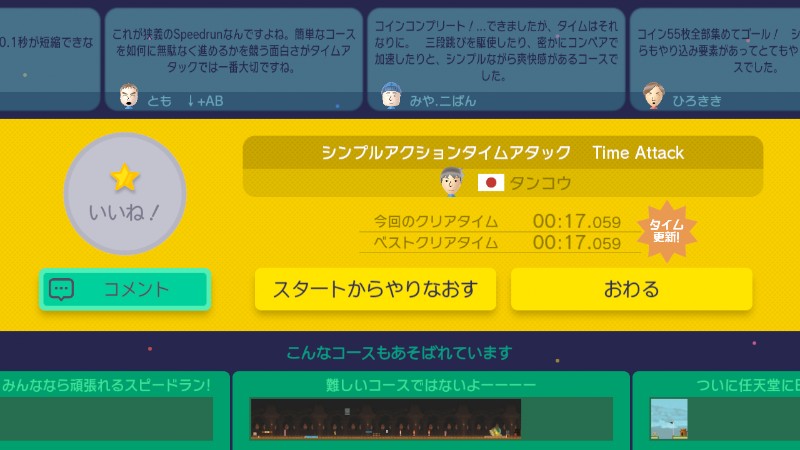 0.1秒が短縮できな
これが狭義のSpeedrunなんですよね。簡単なコース
を如何に無駄なく進めるかを競う面白さがタイムア
タックでは一番大切ですね。
とも ↓+AB
コインコンプリート！…できましたが、タイムはそれ
なりに。 三段跳びを駆使したり、密かにコンベアで
加速したりと、シンプルながら爽快感があるコースで
した。
みや.こばん
コイン55枚全部集めてゴール！ シ
らもやり込み要素があってとてもや
スでした。
ひろきき
いいね！
シンプルアクションタイムアタック Time Attack
タンコウ
今回のクリアタイム 00:17.059
ベストクリアタイム 00:17.059
タイム
更新!
コメント
スタートからやりなおす
おわる
こんなコースもあそばれています
みんななら頑張れるスピードラン!
難しいコースではないよーーーー
ついに任天堂に